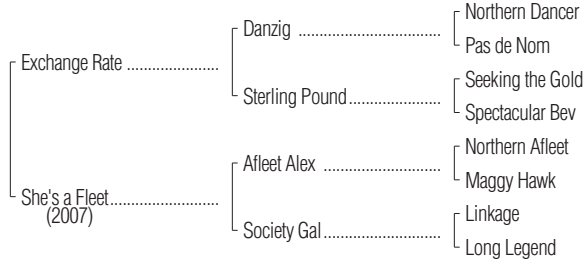 Northern Dancer
Danzig ........................
Pas de Nom
Exchange Rate ...............
Seeking the Gold
Sterling Pound ................
Spectacular Bev
Northern Afleet
Afleet Alex ....................
Maggy Hawk
She's a Fleet ..................
(2007)
Linkage
Society Gal ....................
Long Legend